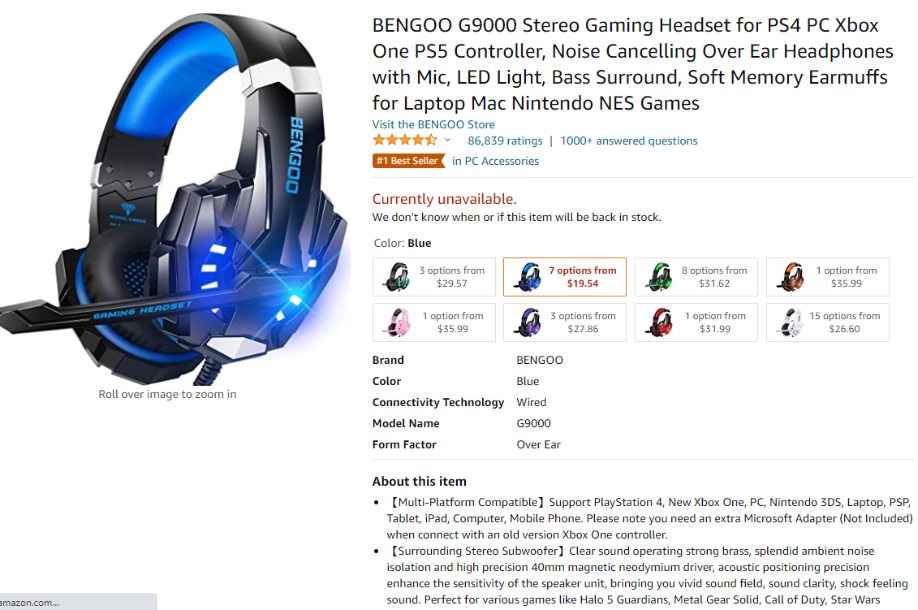 BENGOO G9000 Stereo Gaming Headset for PS4 PC Xbox
One PS5 Controller, Noise Cancelling Over Ear Headphones
with Mic, LED Light, Bass Surround, Soft Memory Earmuffs
for Laptop Mac Nintendo NES Games
Visit the BENGOO Store
86,839 ratings | 1000+ answered questions
#1 Best Seller in PC Accessories
Currently unavailable.
We don't know when or if this item will be back in stock.
Color: Blue
3 options from
$29.57
7 options from
$19.54
8 options from
$31.62
1 option from
$35.99
1 option from
$35.99
3 options from
$27.86
1 option from
$31.99
15 options from
$26.60
BENGOO
GAMING HEADSET
Roll over image to zoom in
Brand BENGOO
Color Blue
Connectivity Technology Wired
Model Name G9000
Form Factor Over Ear
About this item
• 【Multi-Platform Compatible】Support PlayStation 4, New Xbox One, PC, Nintendo 3DS, Laptop, PSP,
Tablet, iPad, Computer, Mobile Phone. Please note you need an extra Microsoft Adapter (Not Included)
when connect with an old version Xbox One controller.
• 【Surrounding Stereo Subwoofer】Clear sound operating strong brass, splendid ambient noise
isolation and high precision 40mm magnetic neodymium driver, acoustic positioning precision
enhance the sensitivity of the speaker unit, bringing you vivid sound field, sound clarity, shock feeling
sound. Perfect for various games like Halo 5 Guardians, Metal Gear Solid, Call of Duty, Star Wars
amazon.com...